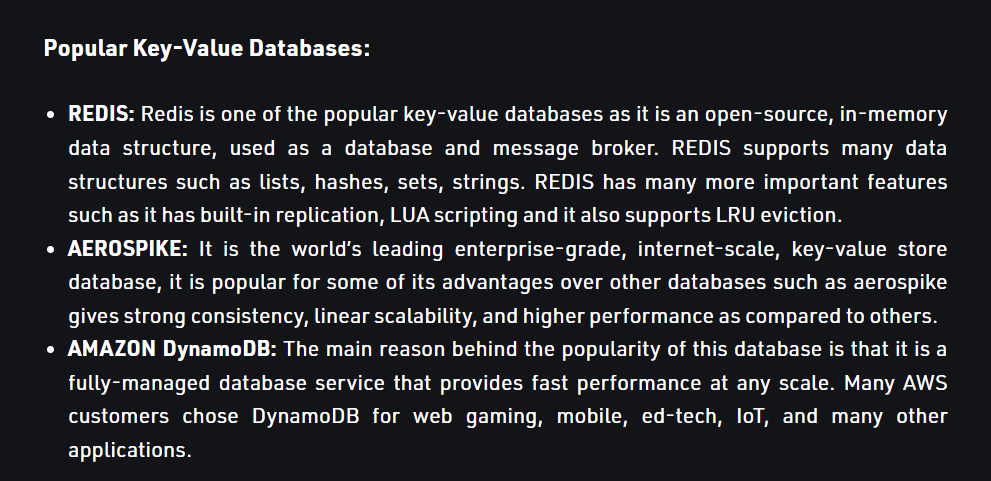 Popular Key-Value Databases:
• REDIS: Redis is one of the popular key-value databases as it is an open-source, in-memory
data structure, used as a database and message broker. REDIS supports many data
structures such as lists, hashes, sets, strings. REDIS has many more important features
such as it has built-in replication, LUA scripting and it also supports LRU eviction.
• AEROSPIKE: It is the world's leading enterprise-grade, internet-scale, key-value store
database, it is popular for some of its advantages over other databases such as aerospike
gives strong consistency, linear scalability, and higher performance as compared to others.
• AMAZON DynamoDB: The main reason behind the popularity of this database is that it is a
fully-managed database service that provides fast performance at any scale. Many AWS
customers chose DynamoDB for web gaming, mobile, ed-tech, IoT, and many other
applications.